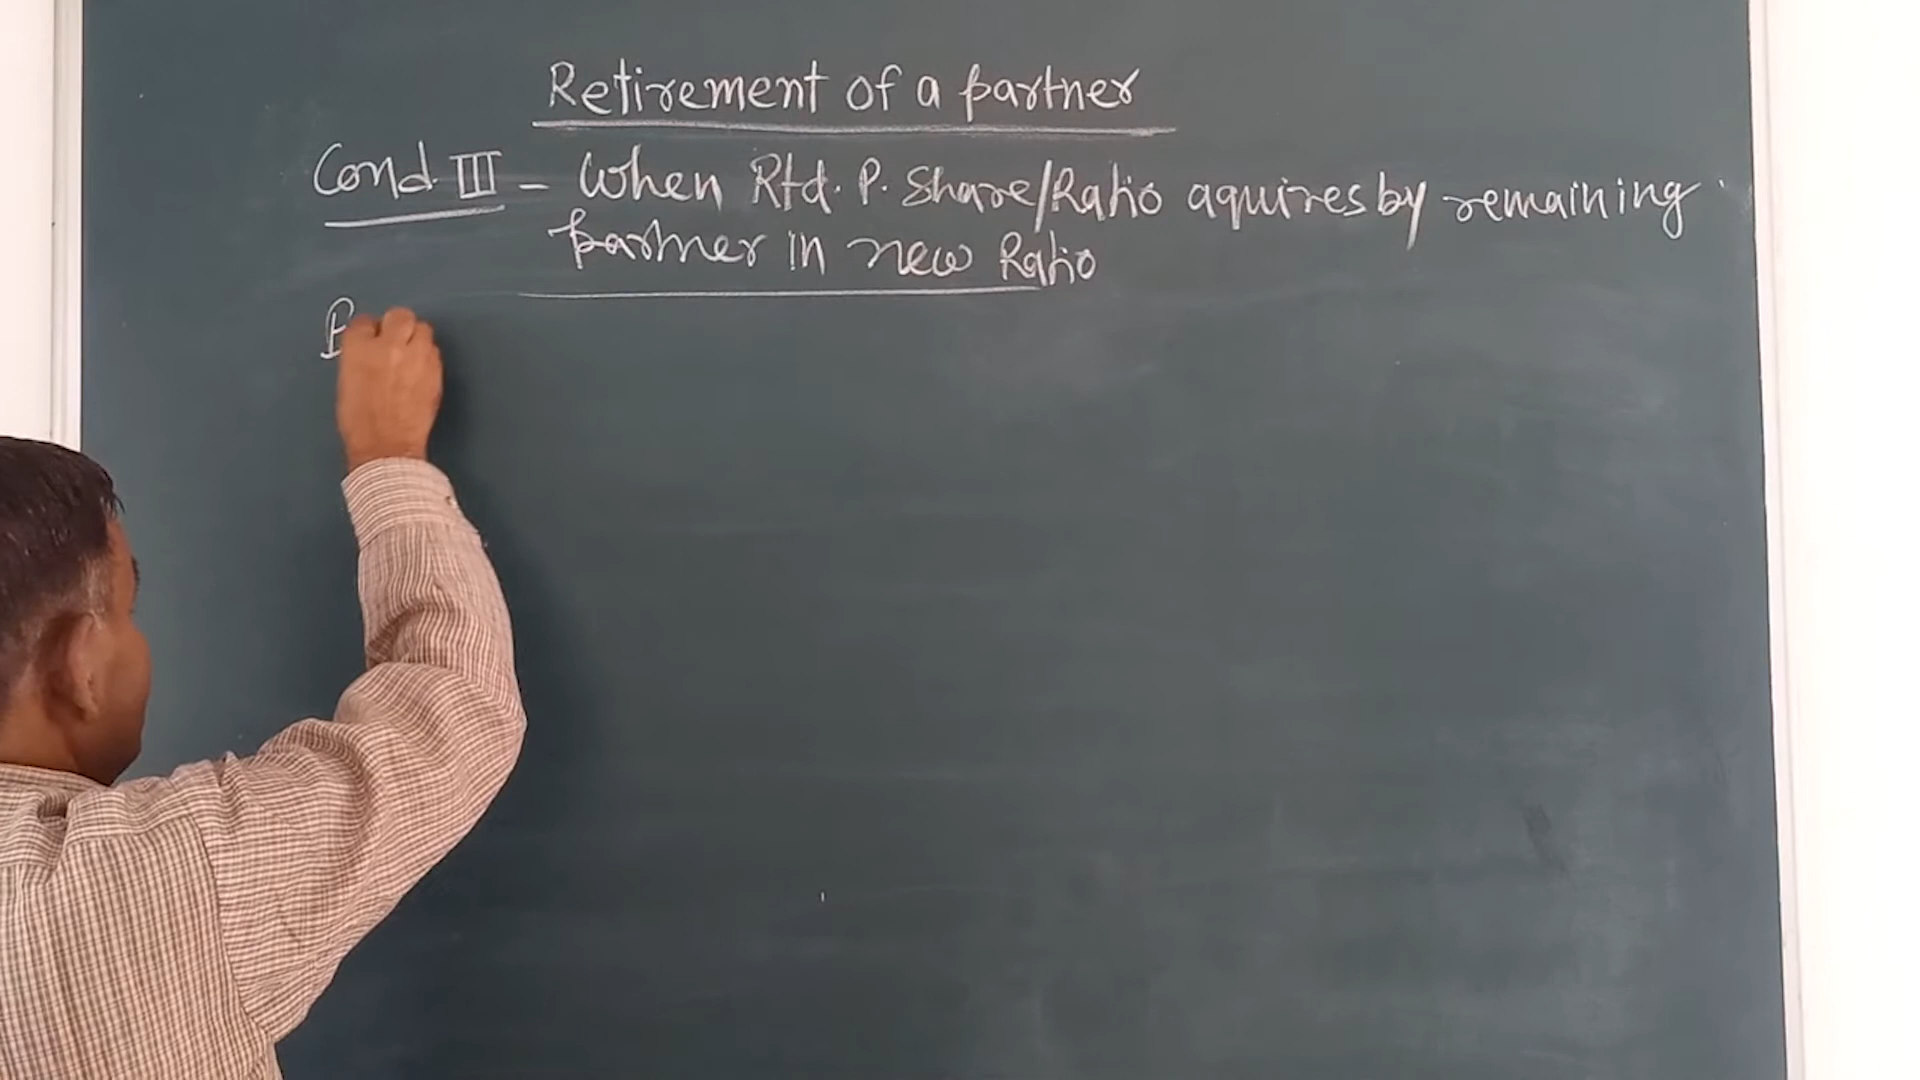 Retirement of a partner
Cond. III - When Rtd. P. Share/Ratio aquires by remaining
partner in new Ratio